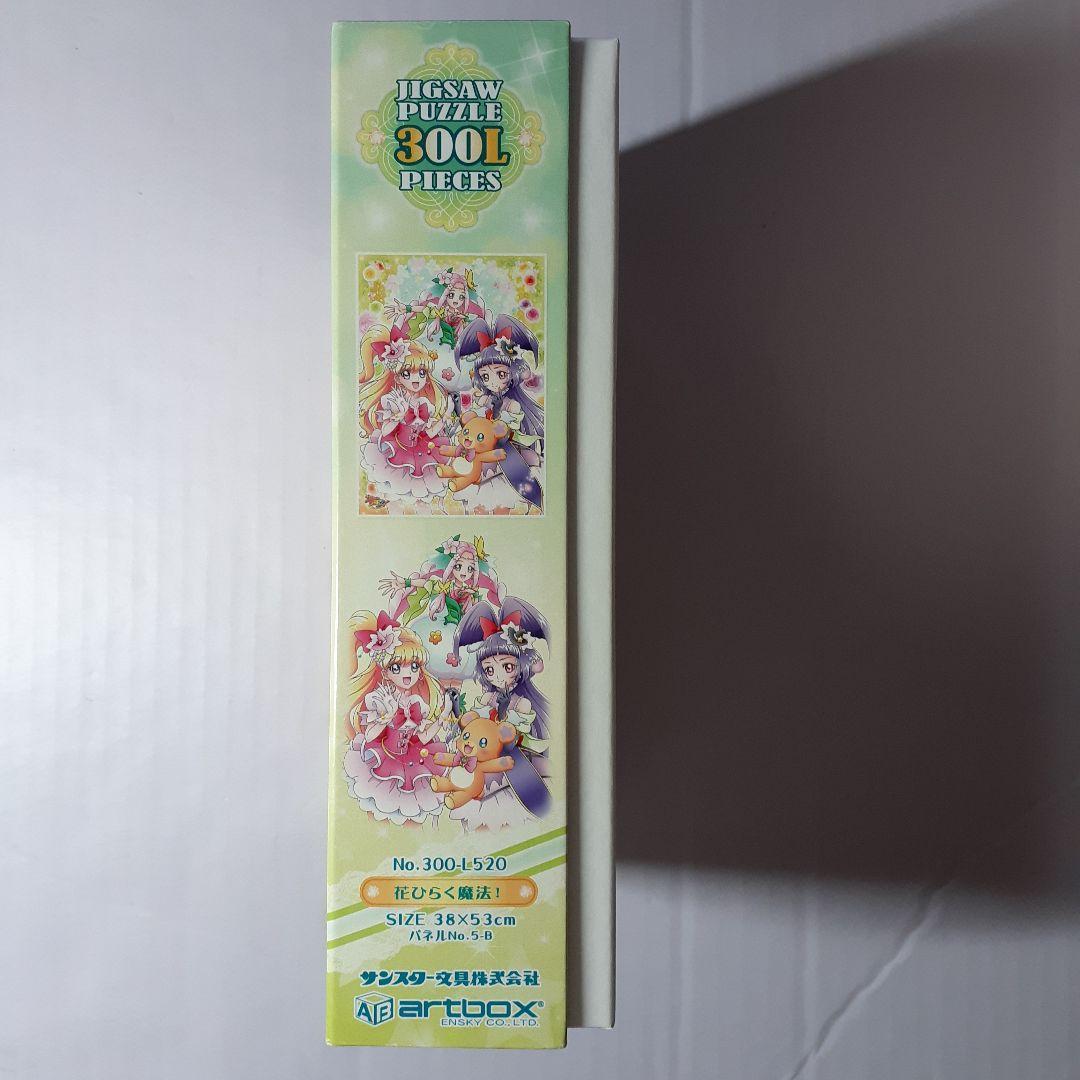 JIGSAW
PUZZLE
300L
PIECES
No.300-L520
花ひらく魔法!
SIZE 38×53cm
パネルNo.5-B
サンスター文具株式会社
AB artbox®
ENSKY CO., LTD.